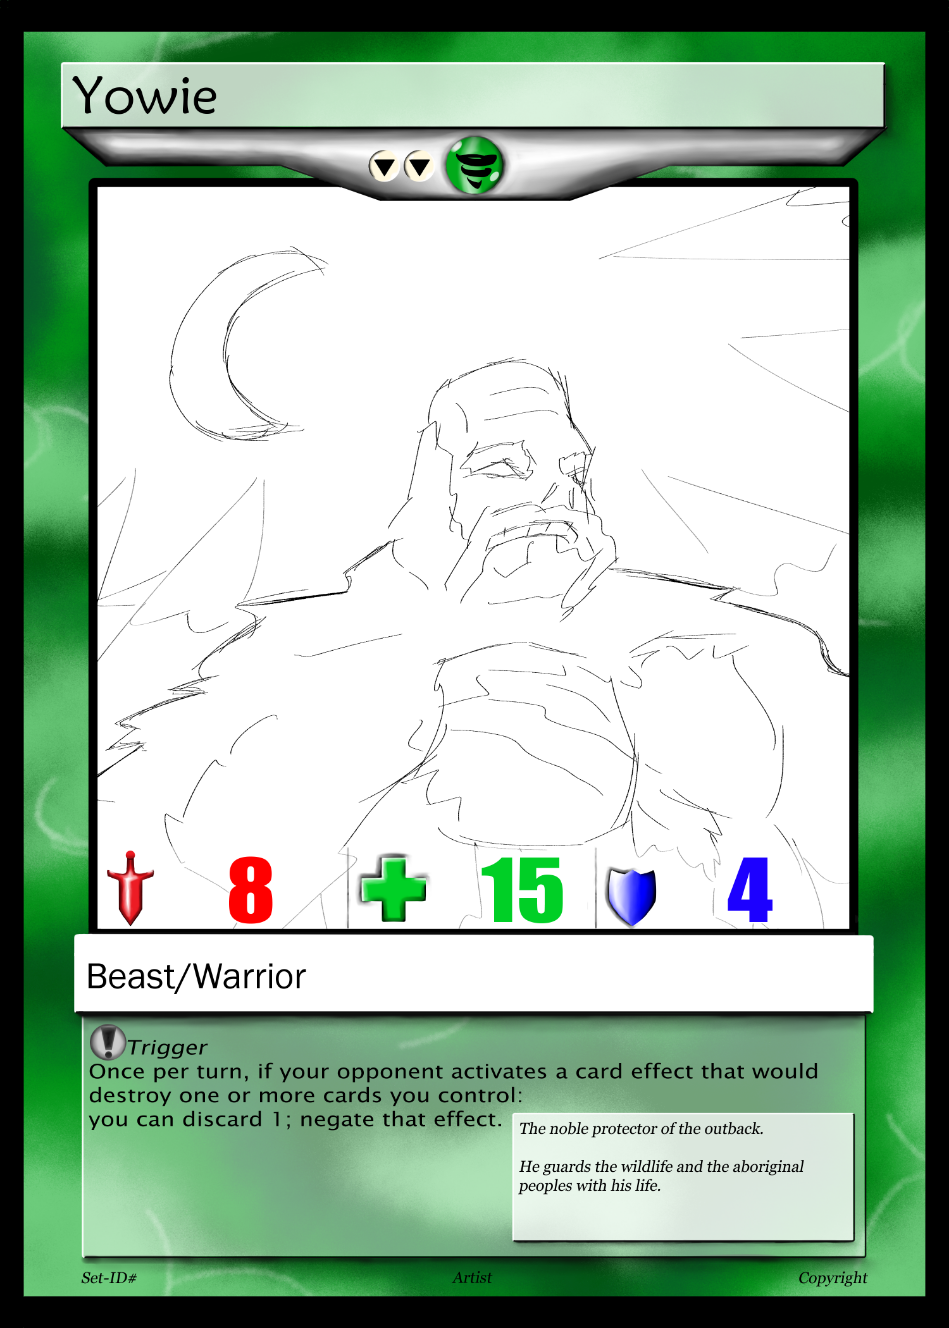 Yowie
8
15
4
Beast/Warrior
Trigger
Once per turn, if your opponent activates a card effect that would
destroy one or more cards you control:
you can discard 1; negate that effect.
The noble protector of the outback.
He guards the wildlife and the aboriginal
peoples with his life.
Set-ID#
Artist
Copyright